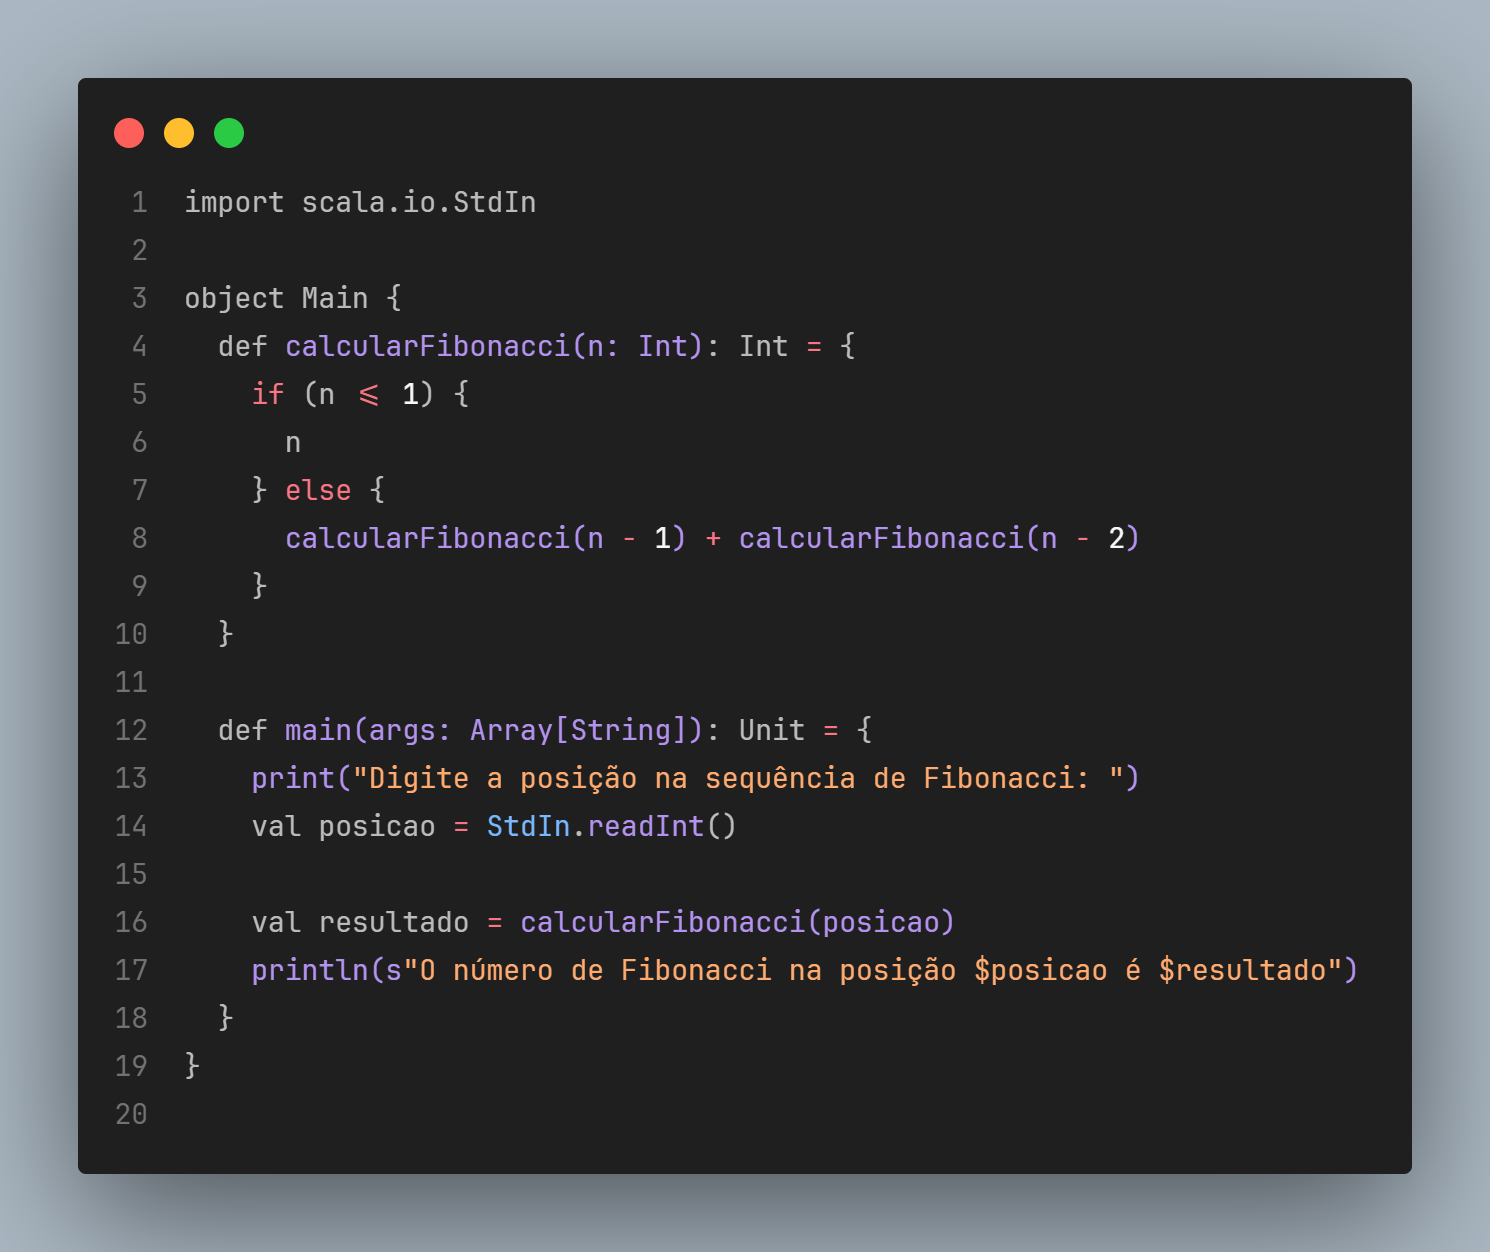 1 import scala.io.StdIn
2
3 object Main {
4   def calcularFibonacci(n: Int): Int = {
5     if (n <= 1) {
6       n
7     } else {
8       calcularFibonacci(n - 1) + calcularFibonacci(n - 2)
9     }
10   }
11
12   def main(args: Array[String]): Unit = {
13     print("Digite a posição na sequência de Fibonacci: ")
14     val posicao = StdIn.readInt()
15
16     val resultado = calcularFibonacci(posicao)
17     println(s"O número de Fibonacci na posição $posicao é $resultado")
18   }
19 }
20